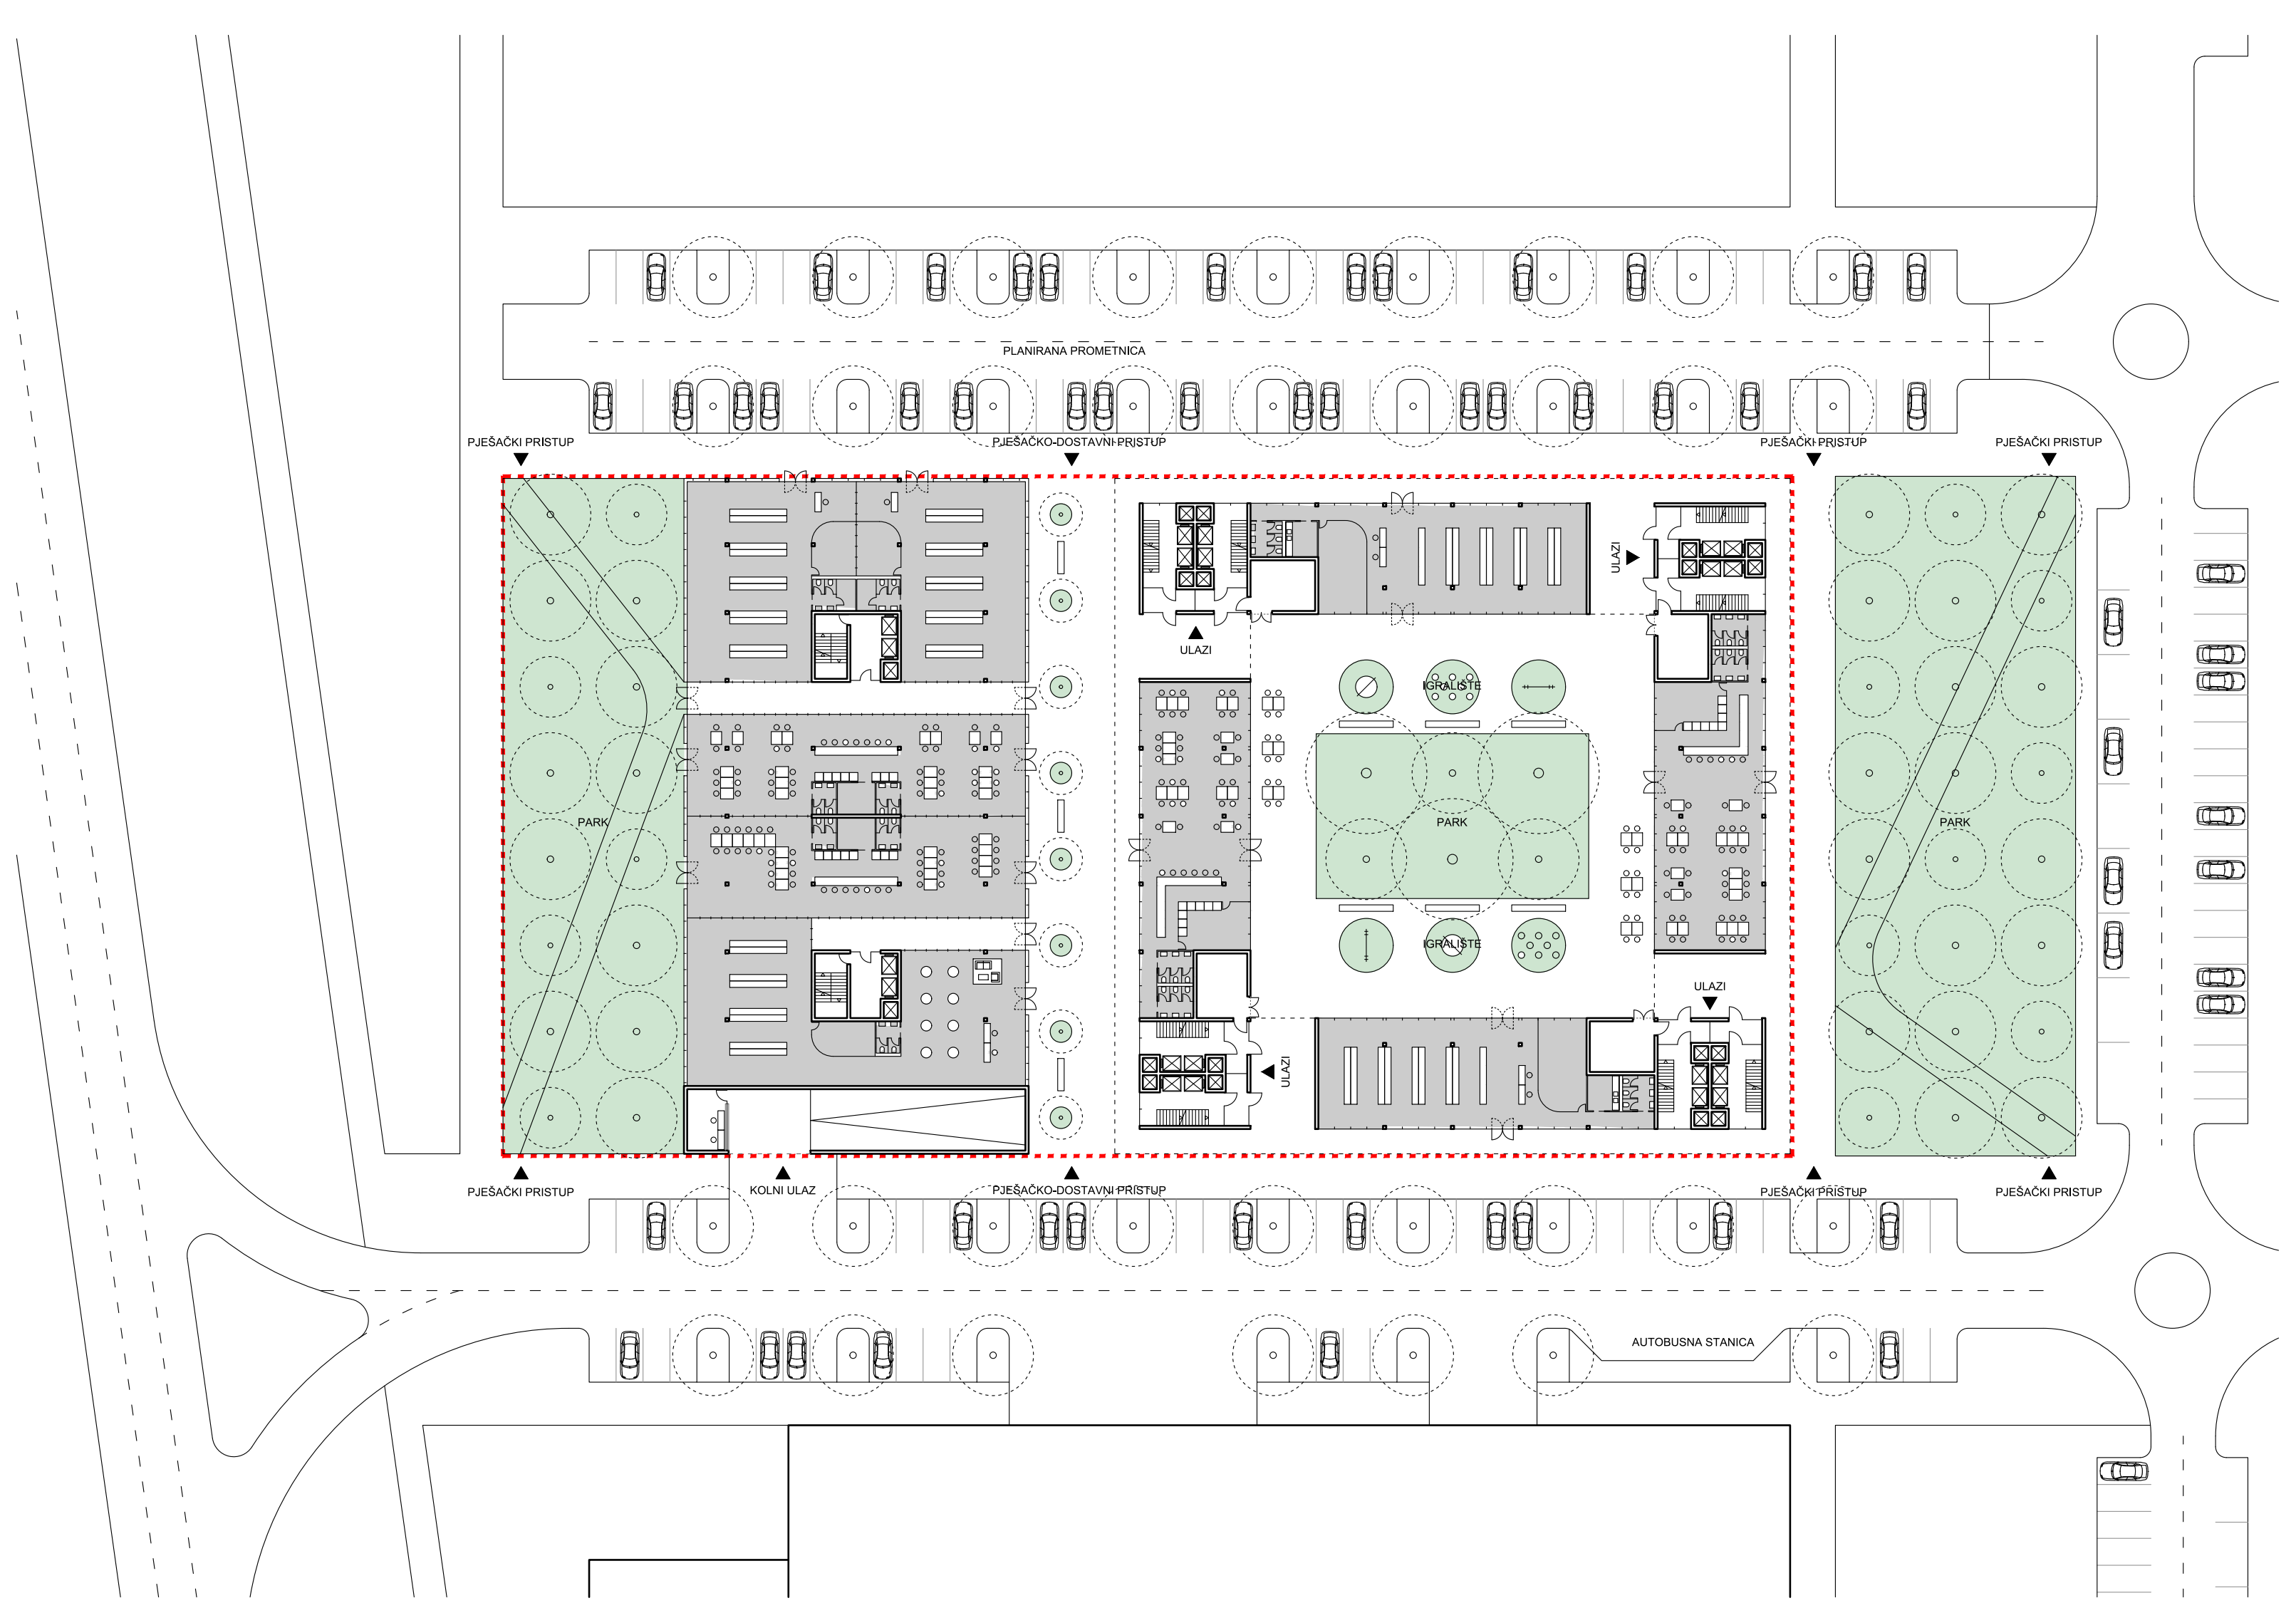 PLANIRANA PROMETNICA
PJEŠAČKI PRISTUP
PJEŠAČKO-DOSTAVNI PRISTUP
PJEŠAČKI PRISTUP
PJEŠAČKI PRISTUP
ULAZI
ULAZI
IGRALIŠTE
PARK
PARK
PARK
IGRALIŠTE
ULAZI
ULAZI
PJEŠAČKI PRISTUP
KOLNI ULAZ
PJEŠAČKO-DOSTAVNI PRISTUP
PJEŠAČKI PRISTUP
PJEŠAČKI PRISTUP
AUTOBUSNA STANICA